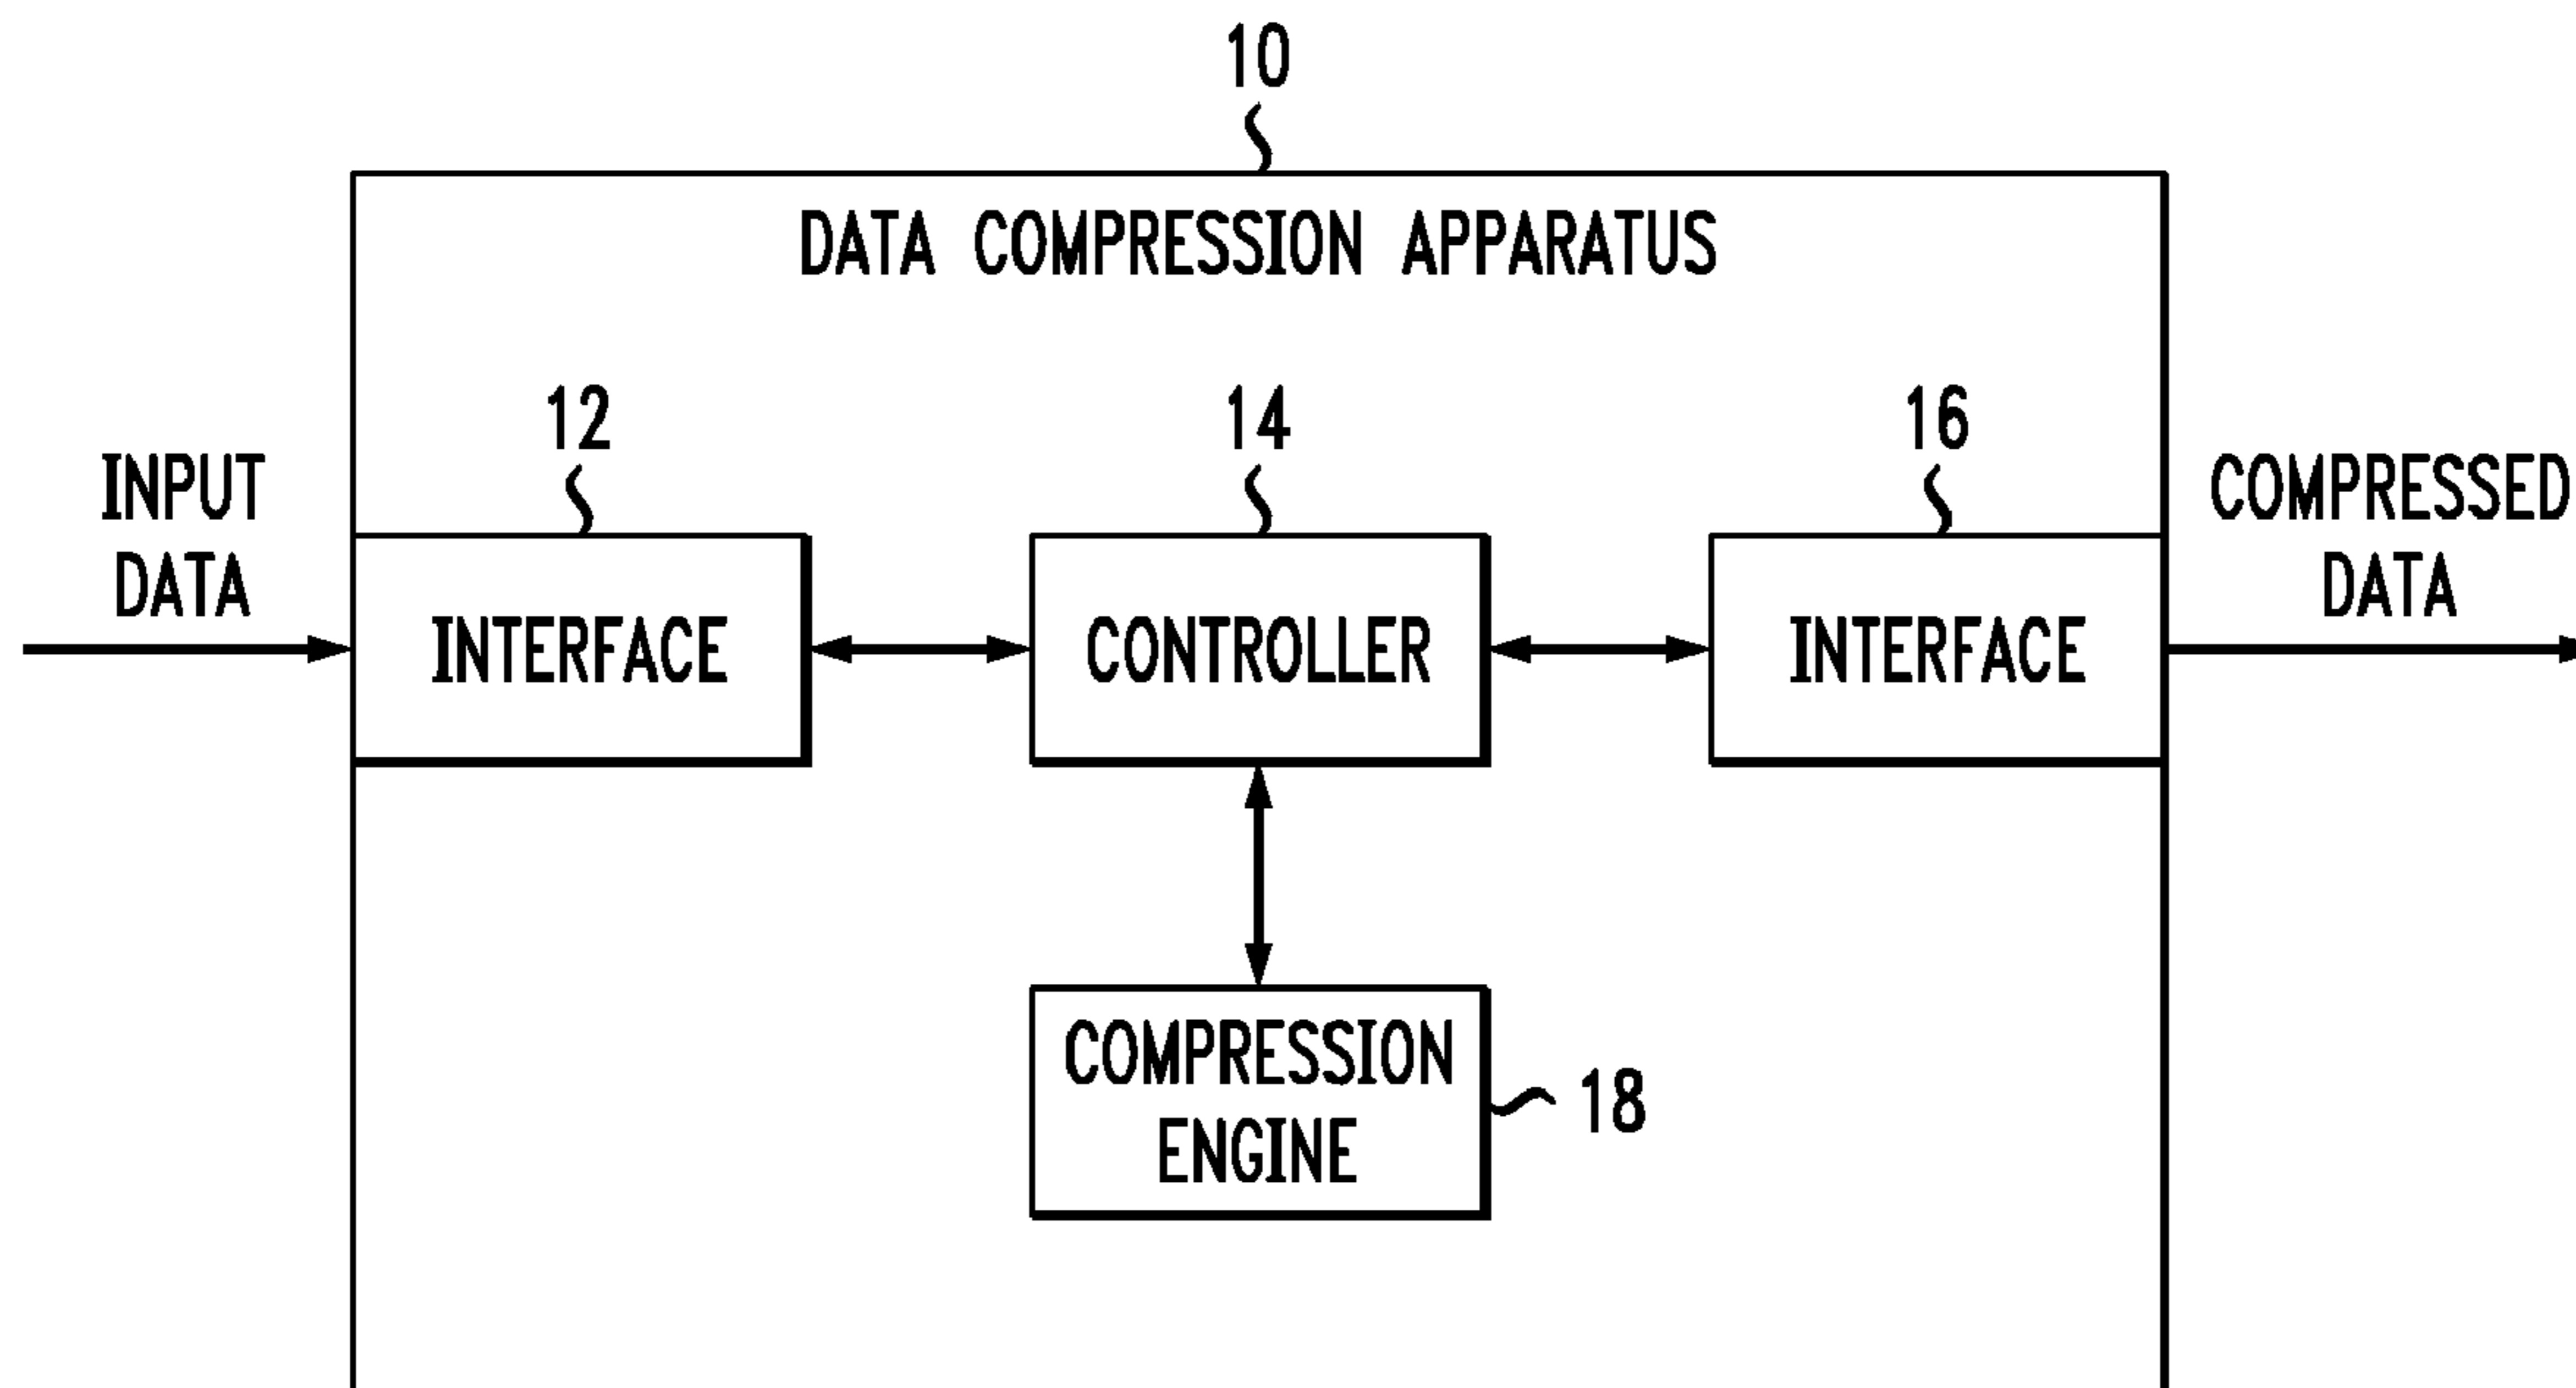 10
DATA COMPRESSION APPARATUS
12
14
16
INPUT
DATA
COMPRESSED
DATA
INTERFACE
CONTROLLER
INTERFACE
COMPRESSION
ENGINE
18